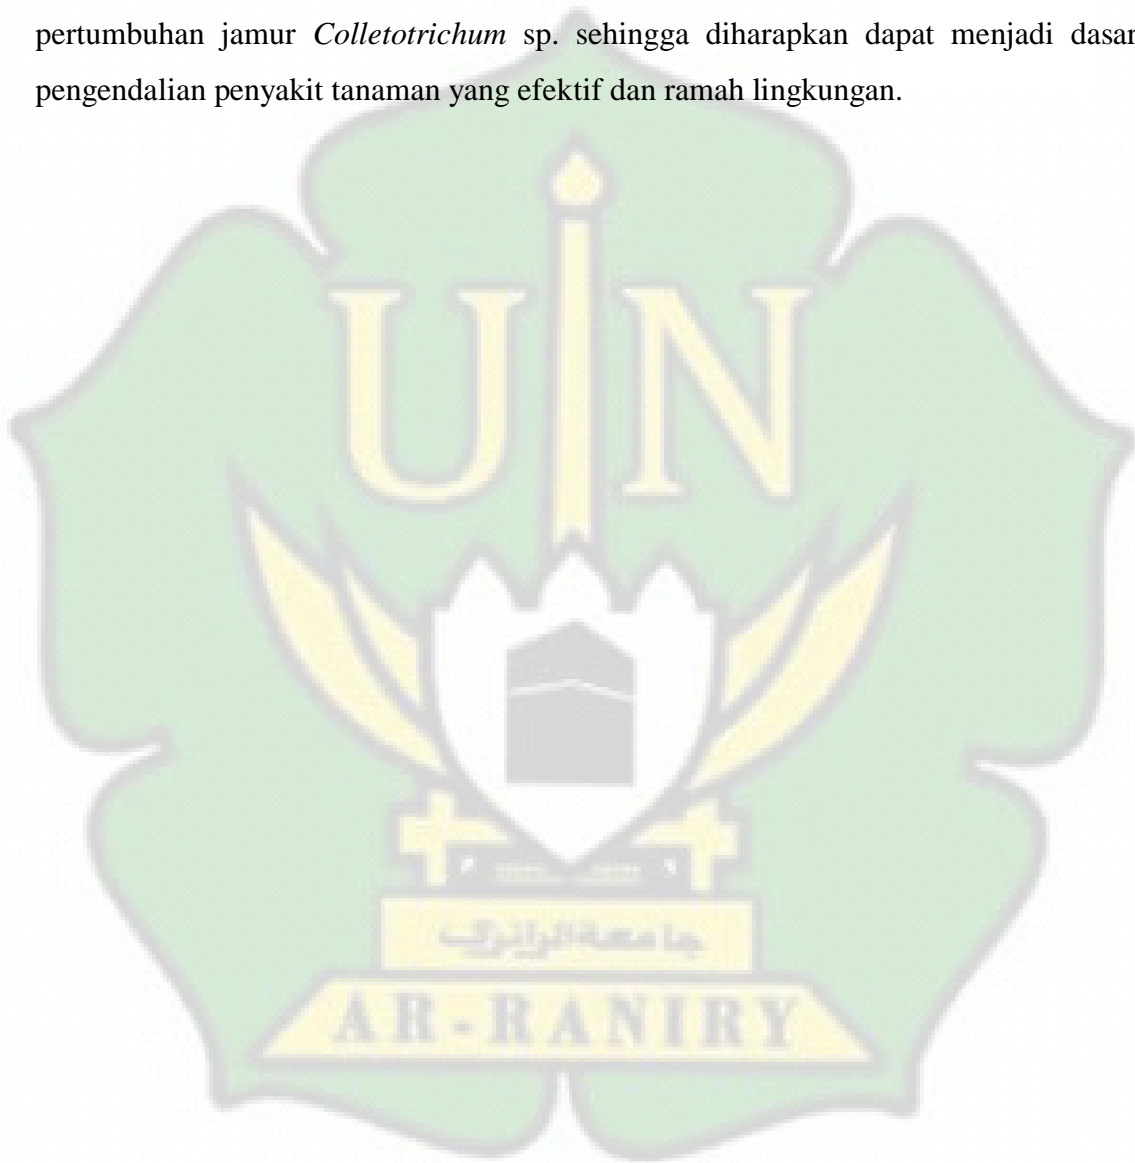 pertumbuhan jamur Colletotrichum sp. sehingga diharapkan dapat menjadi dasar
pengendalian penyakit tanaman yang efektif dan ramah lingkungan.
UIN
جامعة الرانري
AR-RANIRY